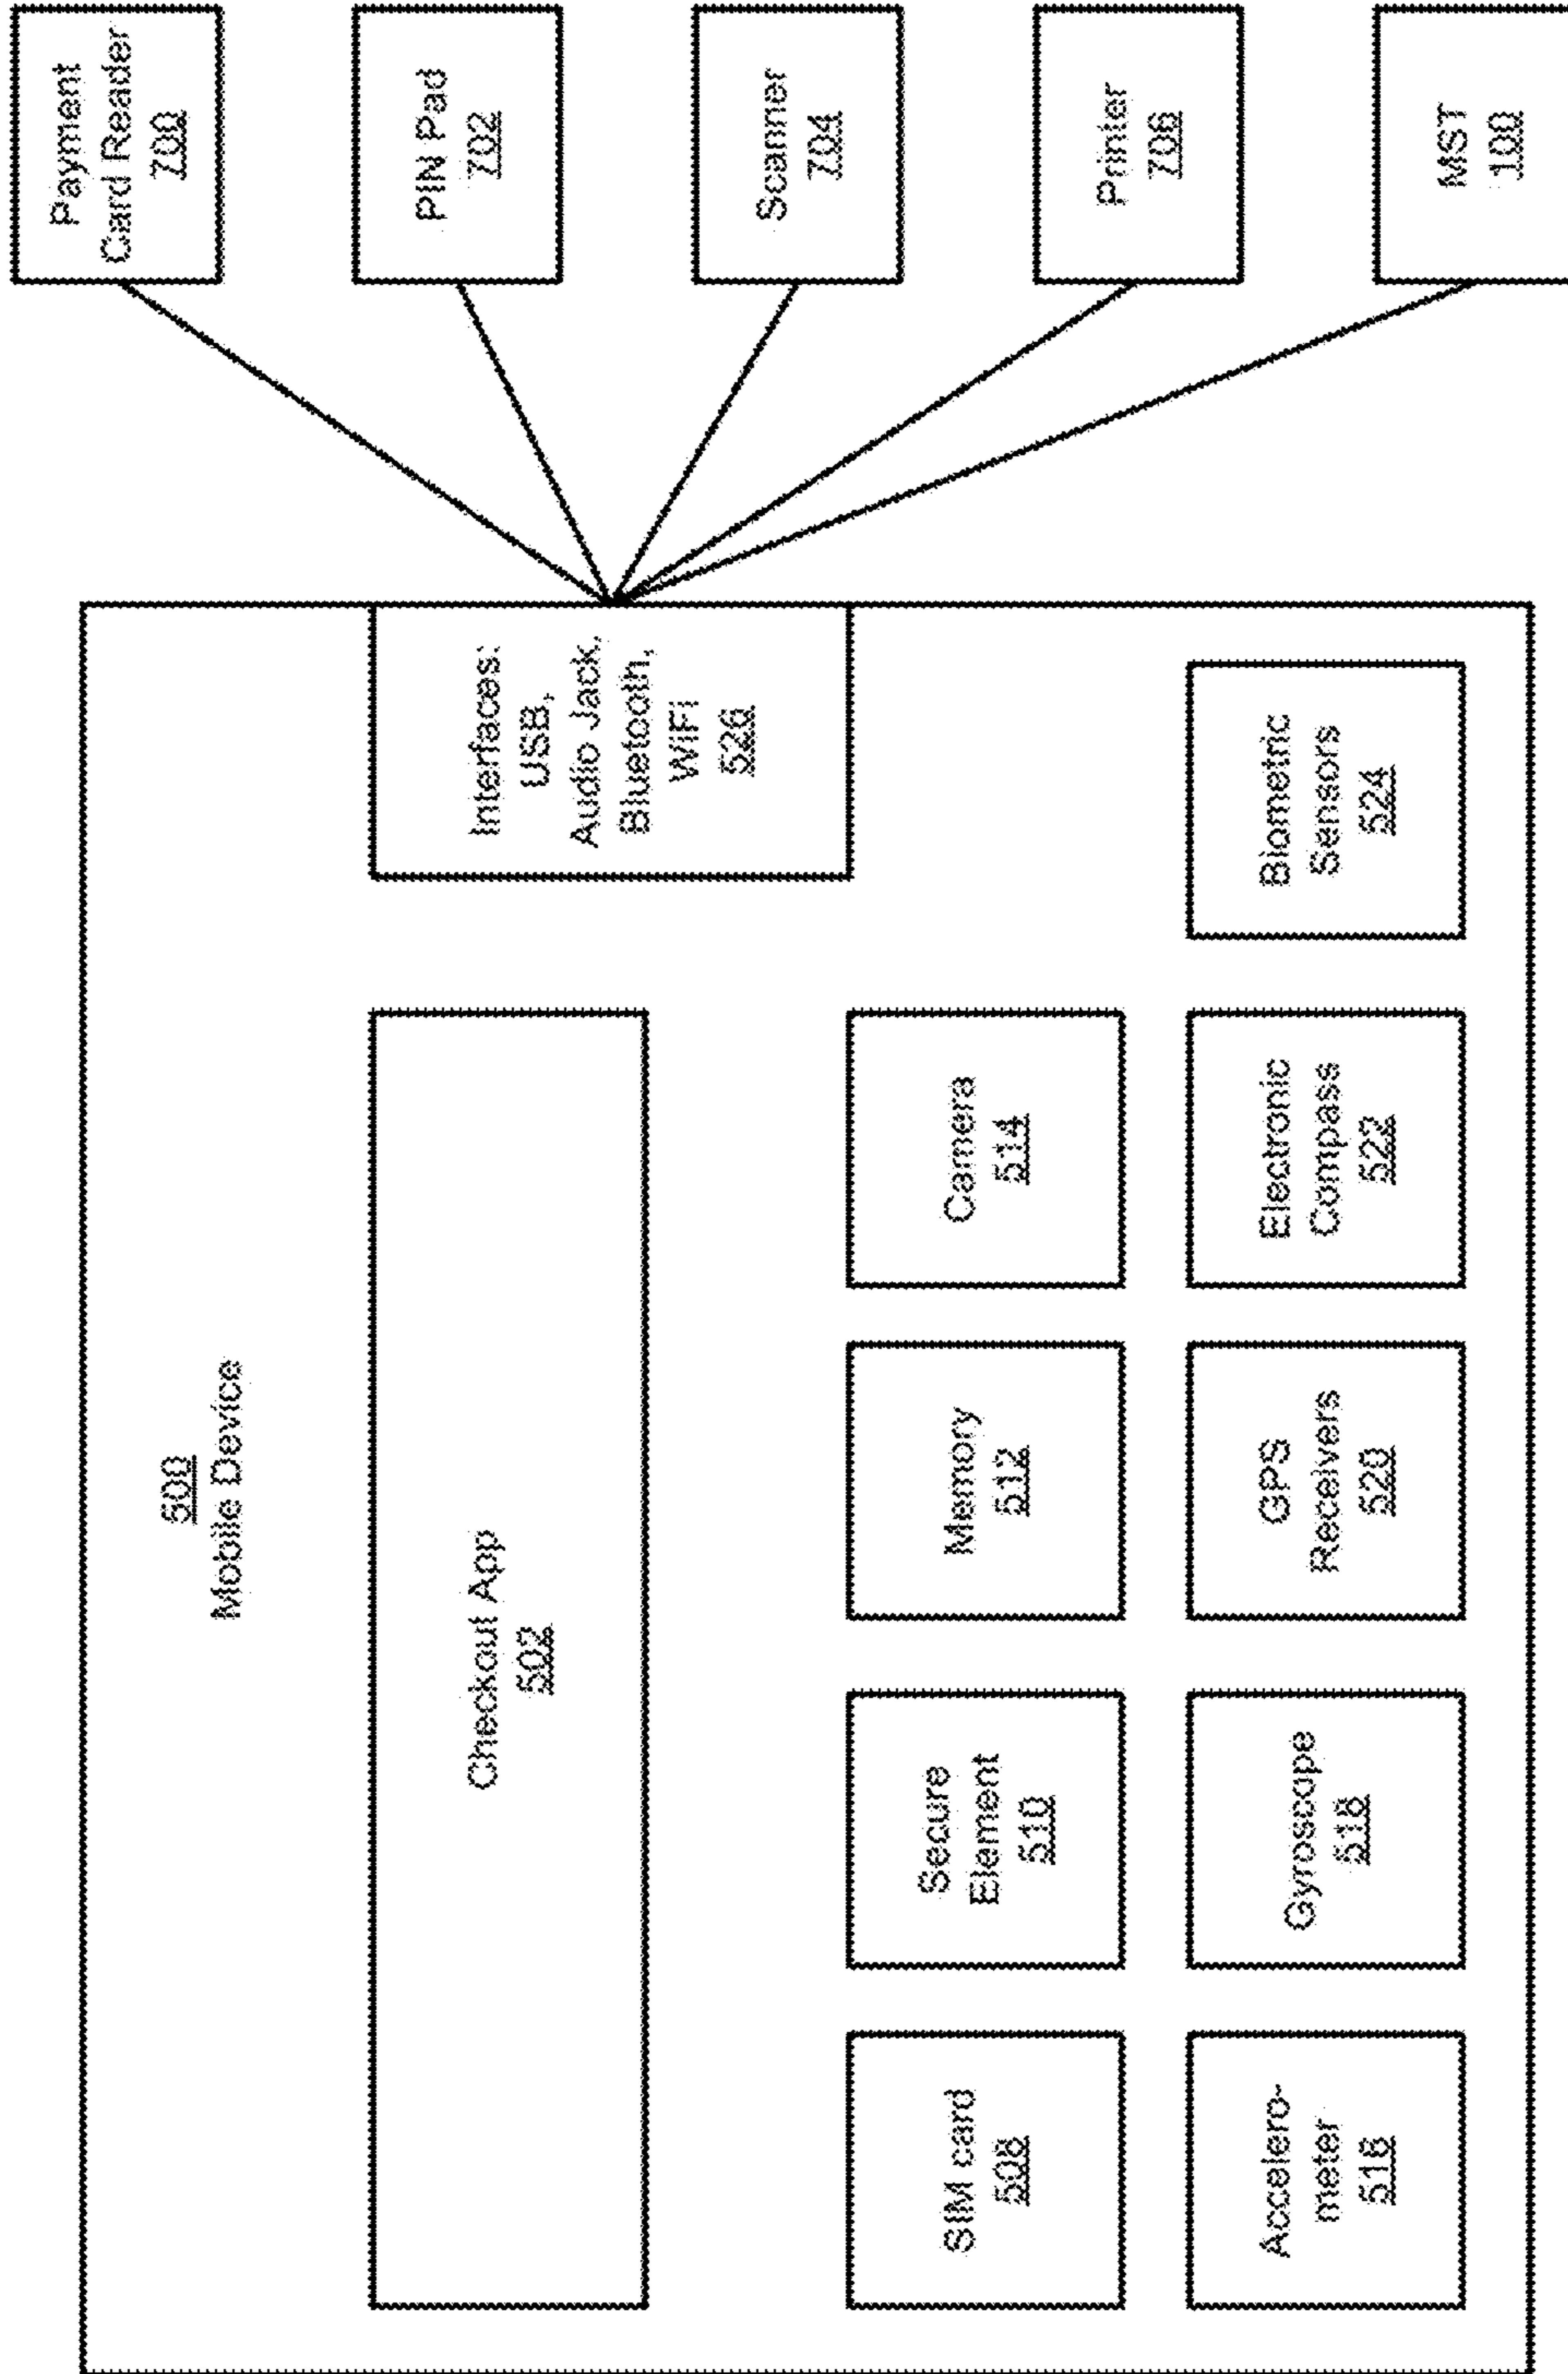 500
Mobile Device
Checkout App
502
Interfaces:
USB,
Audio Jack,
Bluetooth,
WiFi
526
SIM card
508
Secure
Element
510
Memory
512
Camera
514
Accelero-
meter
516
Gyroscope
518
GPS
Receivers
520
Electronic
Compass
522
Biometric
Sensors
524
Payment
Card Reader
700
PIN Pad
702
Scanner
704
Printer
706
MST
100